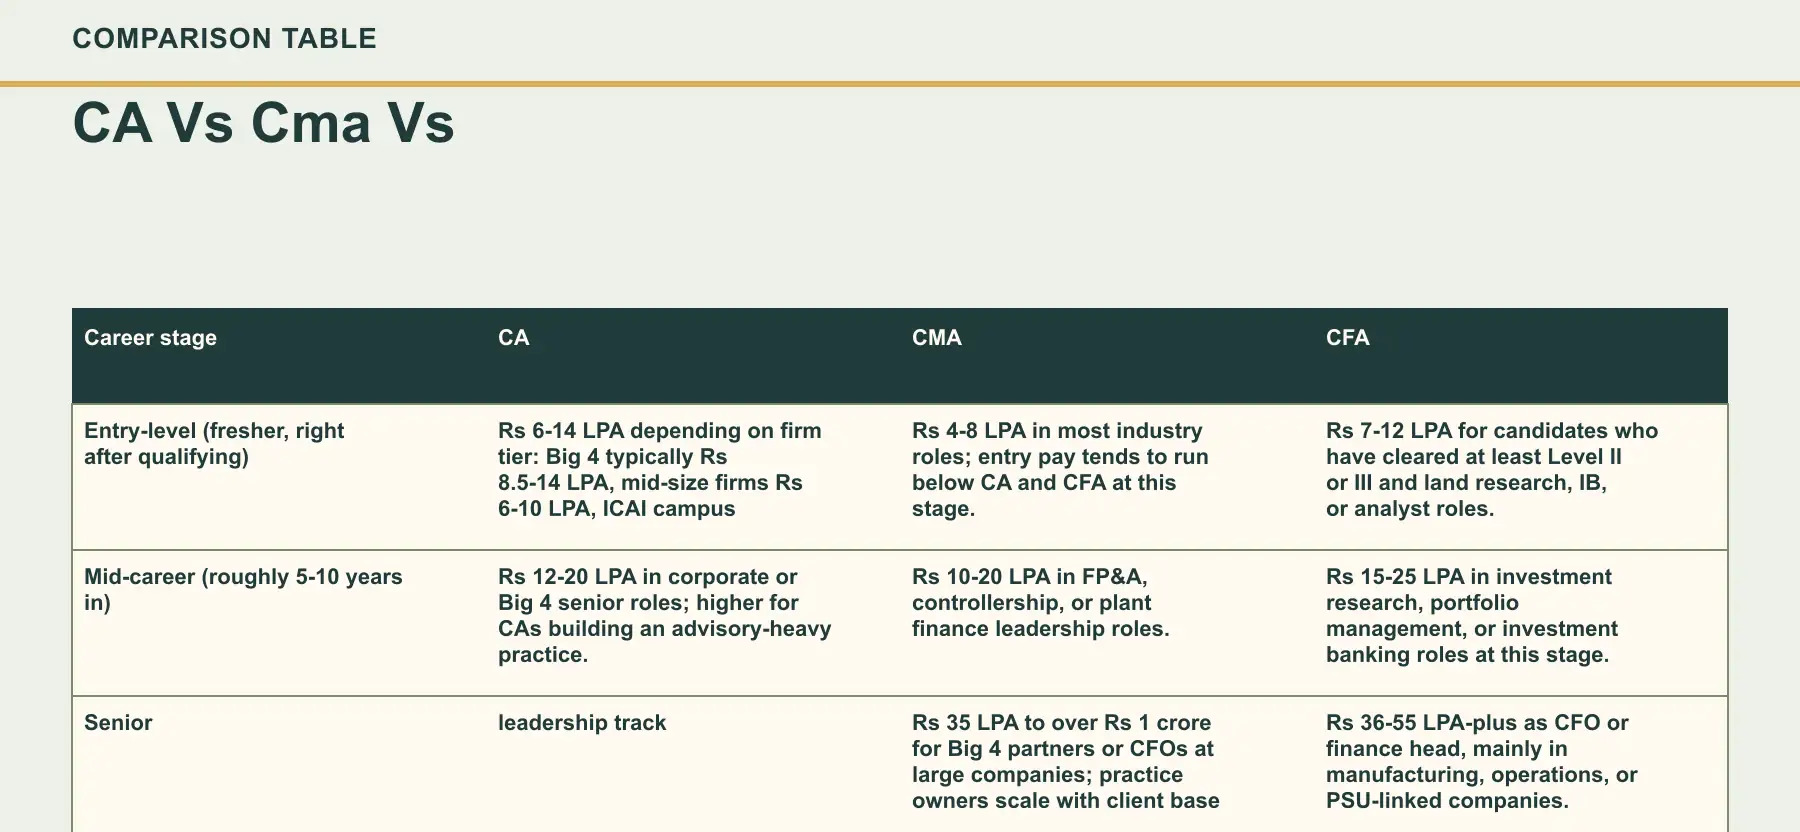 COMPARISON TABLE
CA Vs Cma Vs
Career stage
CA
CMA
CFA
Entry-level (fresher, right
after qualifying)
Rs 6-14 LPA depending on firm
tier: Big 4 typically Rs
8.5-14 LPA, mid-size firms Rs
6-10 LPA, ICAI campus
Rs 4-8 LPA in most industry
roles; entry pay tends to run
below CA and CFA at this
stage.
Rs 7-12 LPA for candidates who
have cleared at least Level II
or III and land research, IB,
or analyst roles.
Mid-career (roughly 5-10 years
in)
Rs 12-20 LPA in corporate or
Big 4 senior roles; higher for
CAs building an advisory-heavy
practice.
Rs 10-20 LPA in FP&A,
controllership, or plant
finance leadership roles.
Rs 15-25 LPA in investment
research, portfolio
management, or investment
banking roles at this stage.
Senior
leadership track
Rs 35 LPA to over Rs 1 crore
for Big 4 partners or CFOs at
large companies; practice
owners scale with client base
Rs 36-55 LPA-plus as CFO or
finance head, mainly in
manufacturing, operations, or
PSU-linked companies.